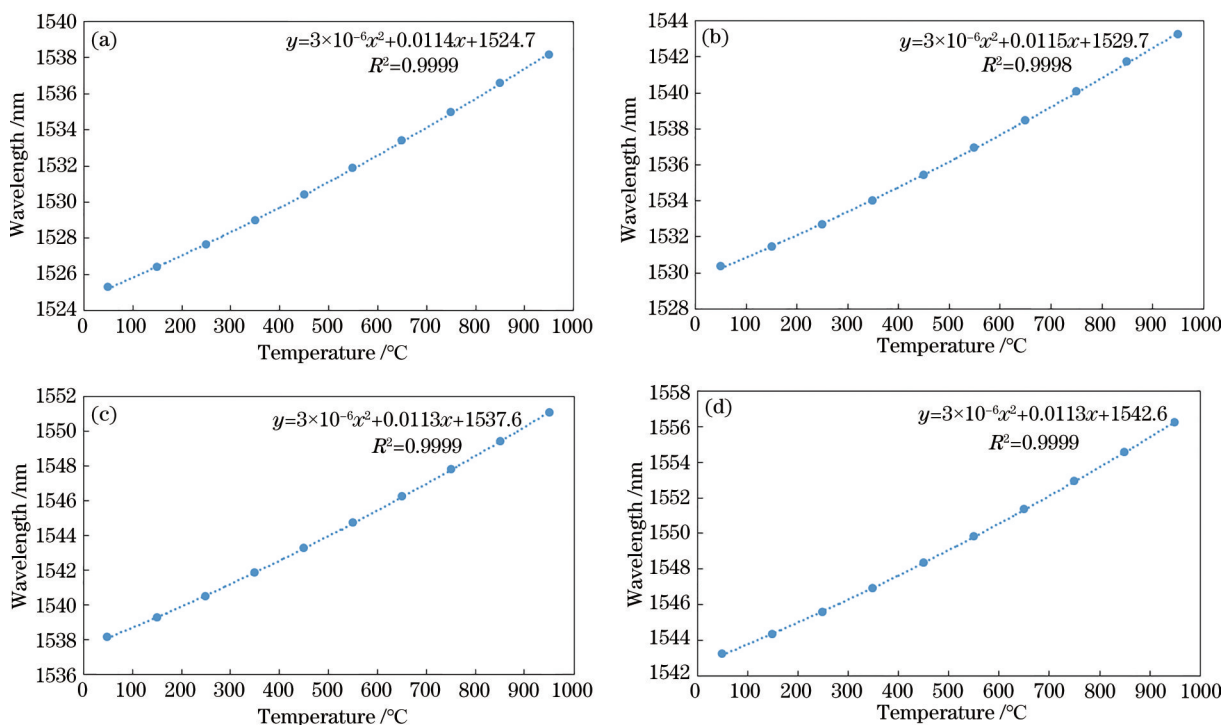 (a)
y=3×10⁻⁶x²+0.0114x+1524.7
R²=0.9999
Wavelength /nm
1540
1538
1536
1534
1532
1530
1528
1526
1524
0 100 200 300 400 500 600 700 800 900 1000
Temperature /°C
(b)
y=3×10⁻⁶x²+0.0115x+1529.7
R²=0.9998
Wavelength /nm
1544
1542
1540
1538
1536
1534
1532
1530
1528
0 100 200 300 400 500 600 700 800 900 1000
Temperature /°C
(c)
y=3×10⁻⁶x²+0.0113x+1537.6
R²=0.9999
Wavelength /nm
1552
1550
1548
1546
1544
1542
1540
1538
1536
0 100 200 300 400 500 600 700 800 900 1000
Temperature /°C
(d)
y=3×10⁻⁶x²+0.0113x+1542.6
R²=0.9999
Wavelength /nm
1558
1556
1554
1552
1550
1548
1546
1544
1542
0 100 200 300 400 500 600 700 800 900 1000
Temperature /°C